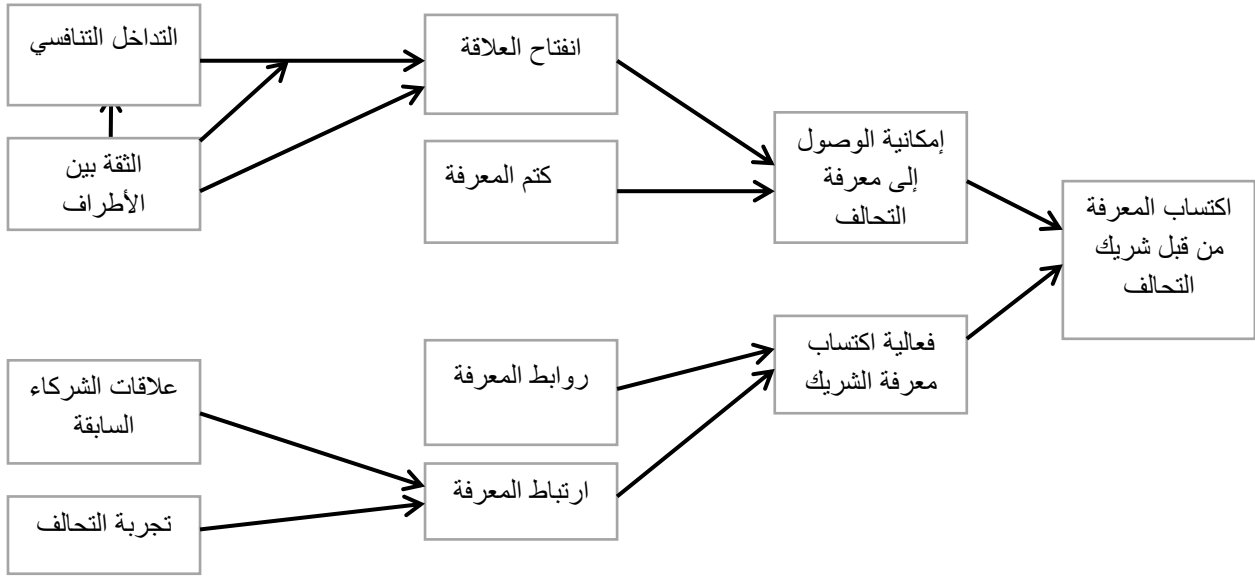 التداخل التنافسي
انفتاح العلاقة
الثقة بين
الأطراف
كتم المعرفة
إمكانية الوصول
إلى معرفة
التحالف
اكتساب المعرفة
من قبل شريك
التحالف
علاقات الشركاء
السابقة
روابط المعرفة
فعالية اكتساب
معرفة الشريك
تجربة التحالف
ارتباط المعرفة